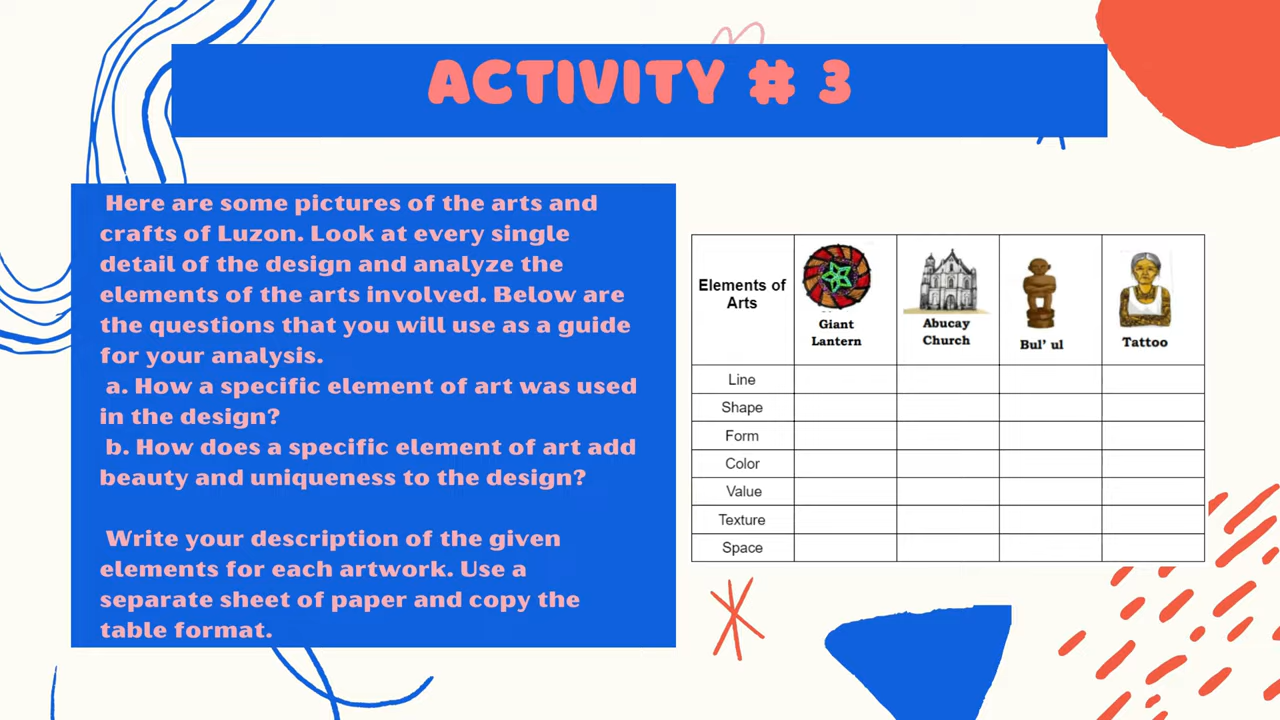 ACTIVITY # 3
Here are some pictures of the arts and
crafts of Luzon. Look at every single
detail of the design and analyze the
elements of the arts involved. Below are
the questions that you will use as a guide
for your analysis.
a. How a specific element of art was used
in the design?
b. How does a specific element of art add
beauty and uniqueness to the design?
Write your description of the given
elements for each artwork. Use a
separate sheet of paper and copy the
table format.
Elements of
Arts
Giant
Lantern
Abucay
Church
Bul' ul
Tattoo
Line
Shape
Form
Color
Value
Texture
Space